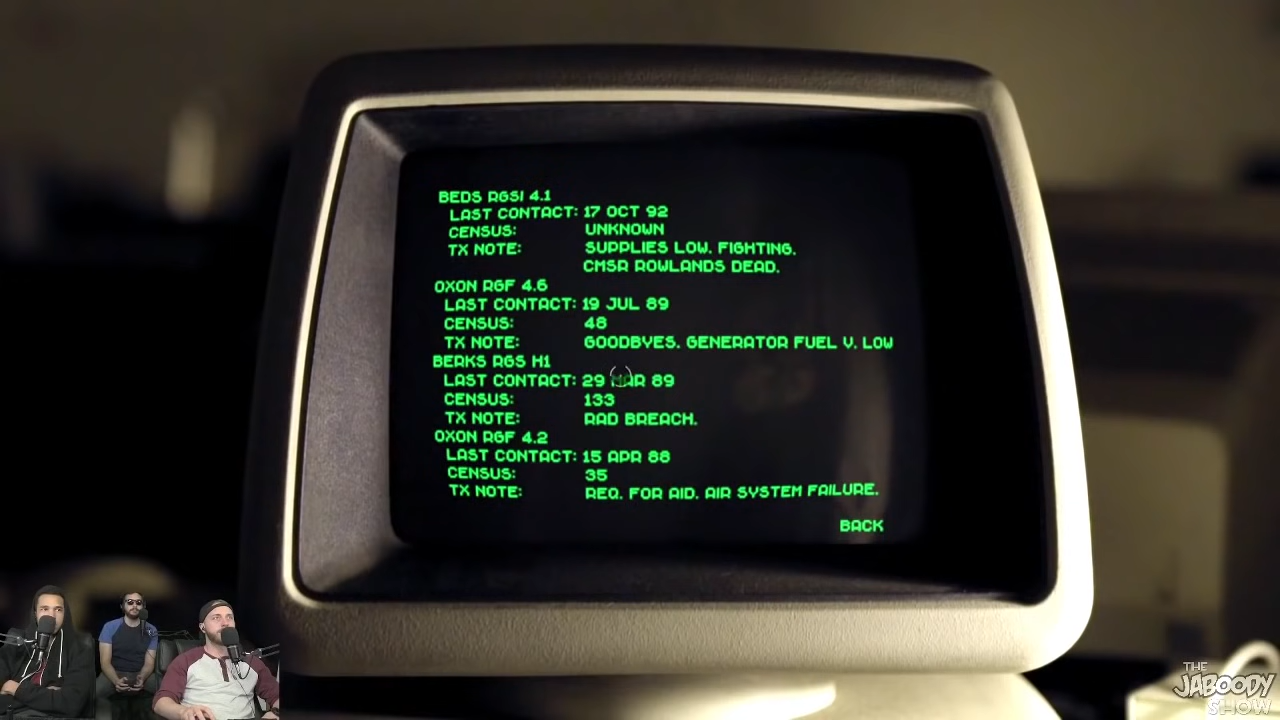 BEDS RGSI 4.1
LAST CONTACT: 17 OCT 92
CENSUS: UNKNOWN
TX NOTE: SUPPLIES LOW. FIGHTING.
CMSR ROWLANDS DEAD.
OXON RGF 4.6
LAST CONTACT: 19 JUL 89
CENSUS: 48
TX NOTE: GOODBYES. GENERATOR FUEL V. LOW
BERKS RGS H1
LAST CONTACT: 29 MAR 89
CENSUS: 133
TX NOTE: RAD BREACH.
OXON RGF 4.2
LAST CONTACT: 15 APR 88
CENSUS: 35
TX NOTE: REQ. FOR AID. AIR SYSTEM FAILURE.
BACK
THE
JABOODY
SHOW